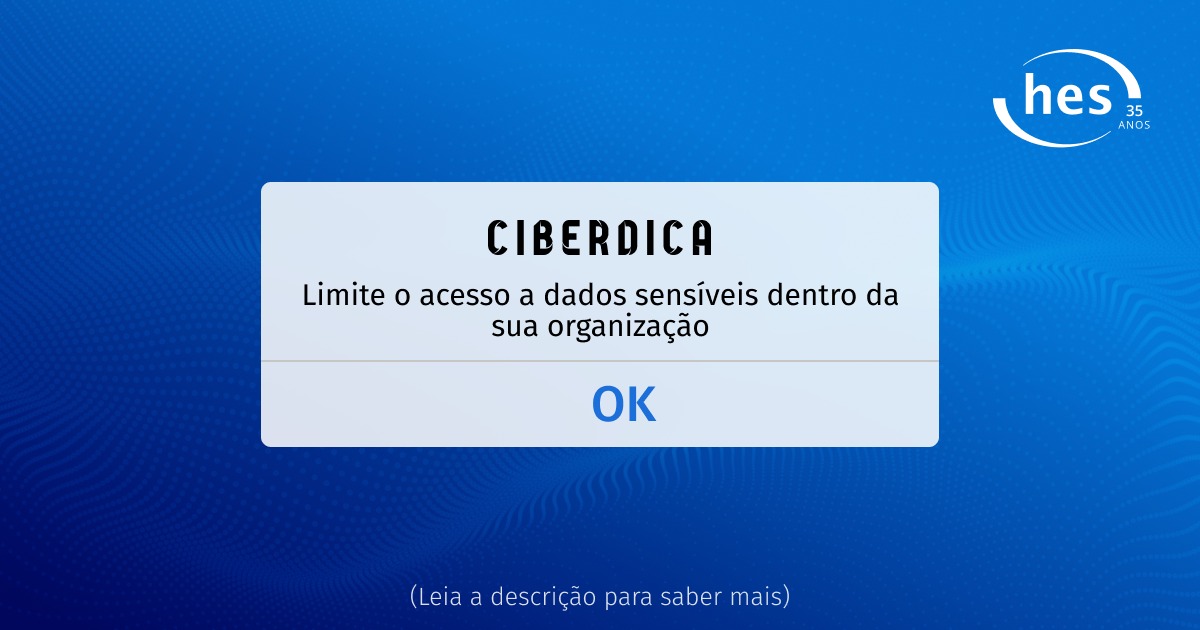 hes
35
ANOS
CIBERDICA
Limite o acesso a dados sensíveis dentro da
sua organização
OK
(Leia a descrição para saber mais)